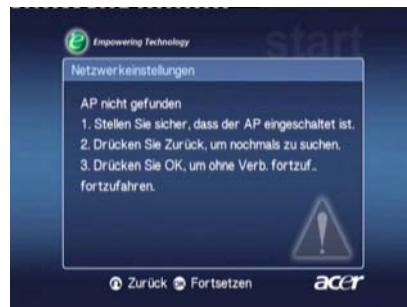 Empowering Technology
start
Netzwerkeinstellungen
AP nicht gefunden
1. Stellen Sie sicher, dass der AP eingeschaltet ist.
2. Drücken Sie Zurück, um nochmals zu suchen.
3. Drücken Sie OK, um ohne Verb. fortzuf..
fortzufahren.
Zurück OK Fortsetzen
acer